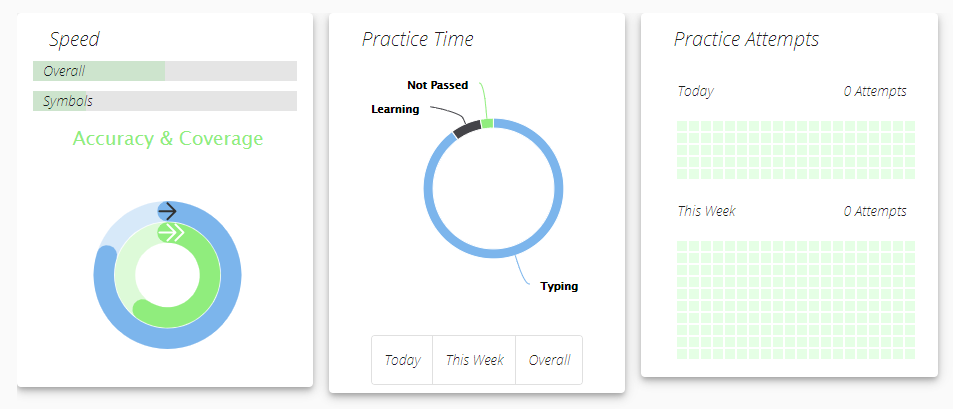 Speed
Overall
Symbols
Accuracy & Coverage
Practice Time
Not Passed
Learning
Typing
Today
This Week
Overall
Practice Attempts
Today 0 Attempts
This Week 0 Attempts